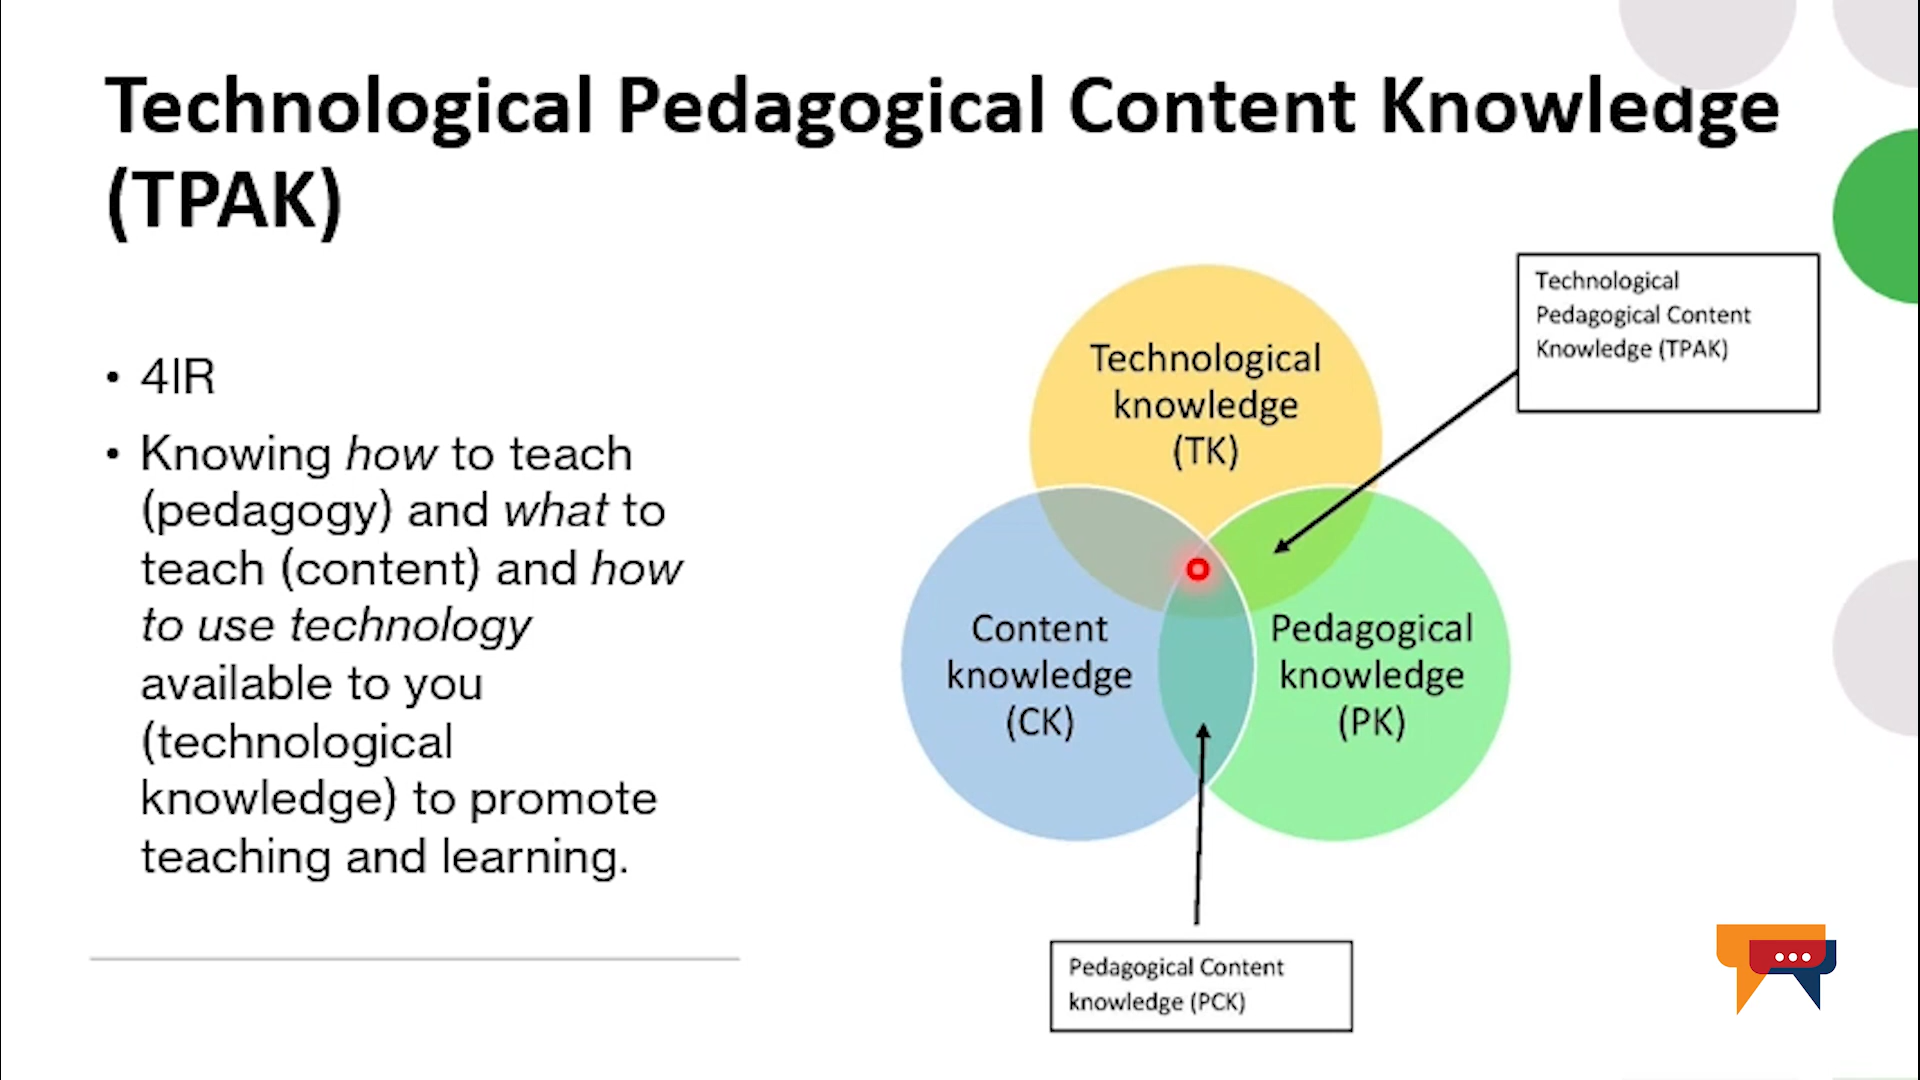 Technological Pedagogical Content Knowledge
(TPAK)
• 4IR
• Knowing how to teach
(pedagogy) and what to
teach (content) and how
to use technology
available to you
(technological
knowledge) to promote
teaching and learning.
Technological
knowledge
(TK)
Technological
Pedagogical Content
Knowledge (TPAK)
Content
knowledge
(CK)
Pedagogical
knowledge
(PK)
Pedagogical Content
knowledge (PCK)